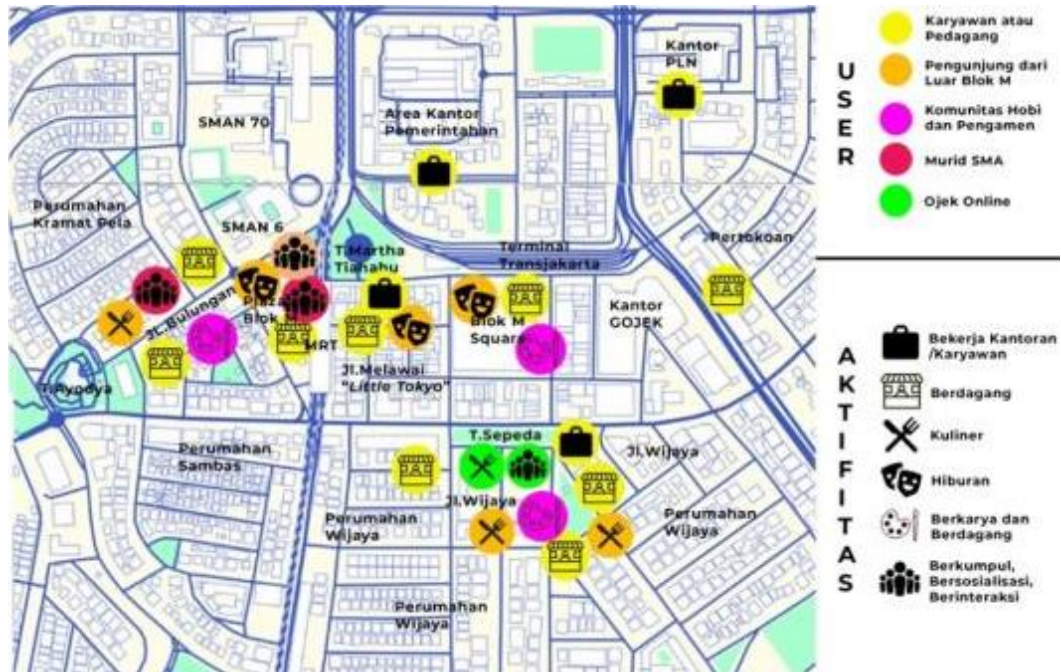 Kantor
PLN
SMAN 70
Area Kantor
Pemerintahan
Perumahan
Kramat Pela
SMAN 6
T.Martha
Tiahahu
Terminal
Transjakarta
Pertokoan
Jl.Bulungan
Plaza
Blok
MRT
Blok M
Square
Kantor
GOJEK
T.Ayodya
Jl.Melawai
"Little Tokyo"
Perumahan
Sambas
T.Sepeda
Jl.Wijaya
Jl.Wijaya
Perumahan
Wijaya
Perumahan
Wijaya
Perumahan
Wijaya
USER
Karyawan atau
Pedagang
Pengunjung dari
Luar Blok M
Komunitas Hobi
dan Pengamen
Murid SMA
Ojek Online
AKTIFITAS
Bekerja Kantoran
/Karyawan
Berdagang
Kuliner
Hiburan
Berkarya dan
Berdagang
Berkumpul,
Bersosialisasi,
Berinteraksi